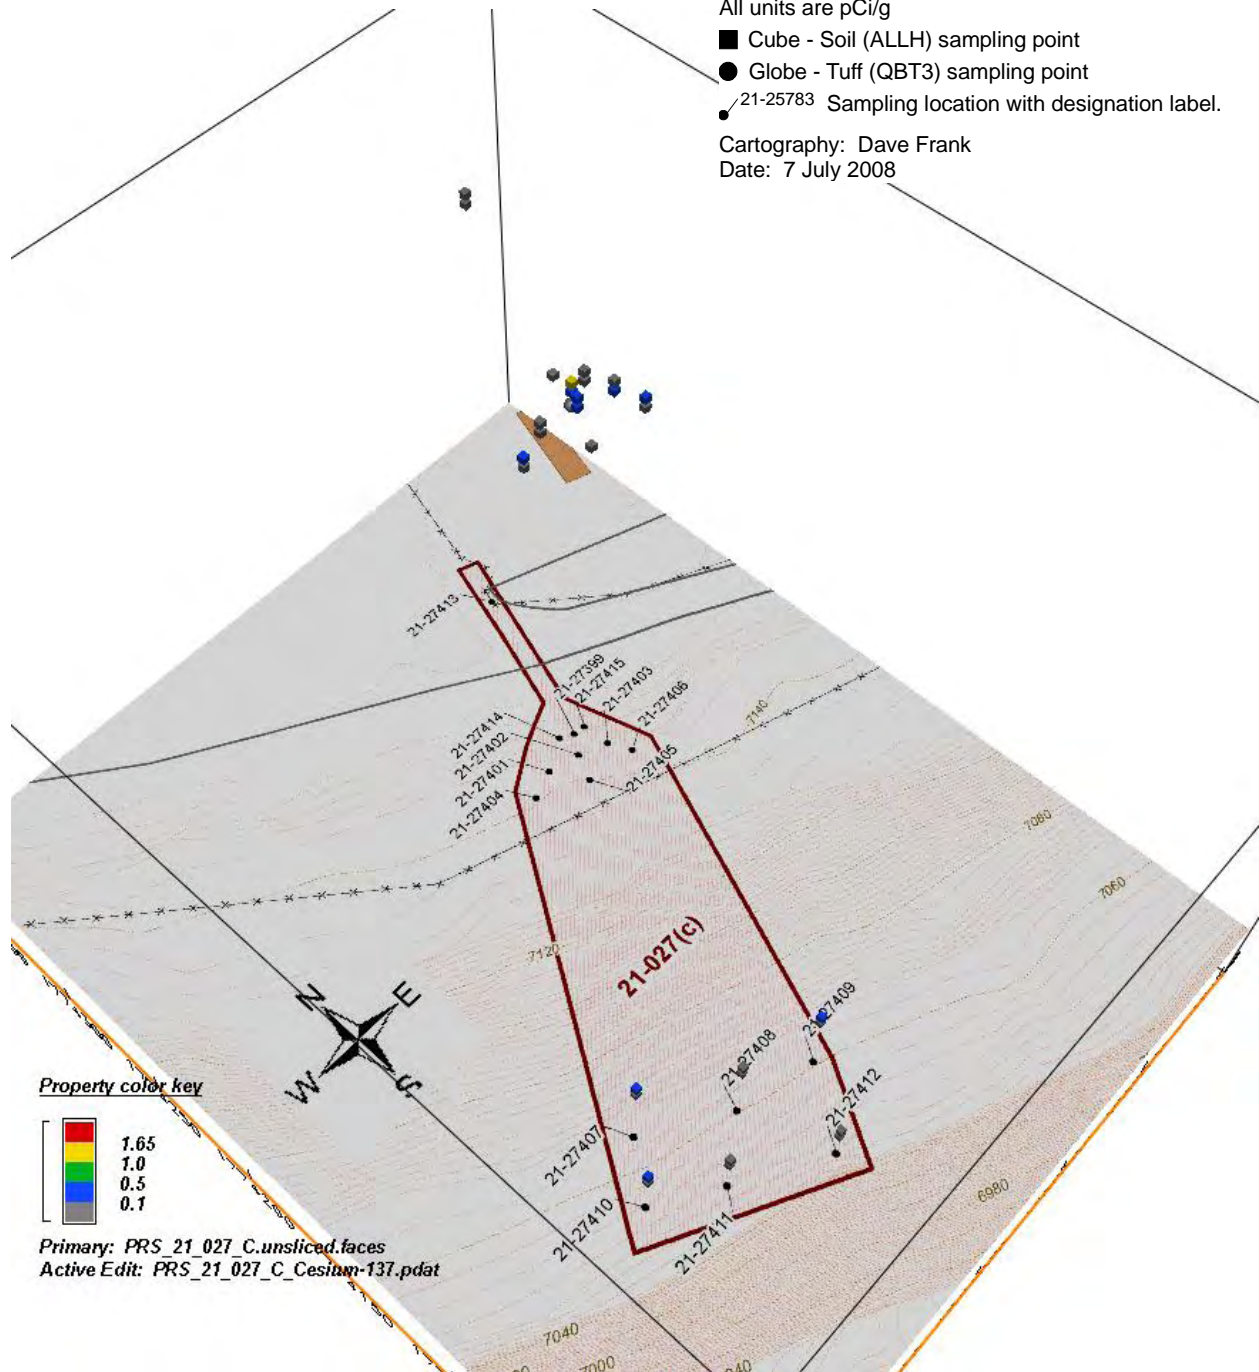 All units are pCi/g
Cube - Soil (ALLH) sampling point
Globe - Tuff (QBT3) sampling point
21-25783 Sampling location with designation label.
Cartography: Dave Frank
Date: 7 July 2008
21-27413
21-27399
21-27415
21-27403
21-27406
21-27414
21-27402
21-27401
21-27404
21-27405
7140
7080
7060
7120
21-027(c)
21-27409
21-27408
21-27412
21-27407
21-27410
21-27411
6980
7040
7000
N
E
W
S
Property color key
1.65
1.0
0.5
0.1
Primary: PRS_21_027_C.unsliced.faces
Active Edit: PRS_21_027_C_Cesium-137.pdat